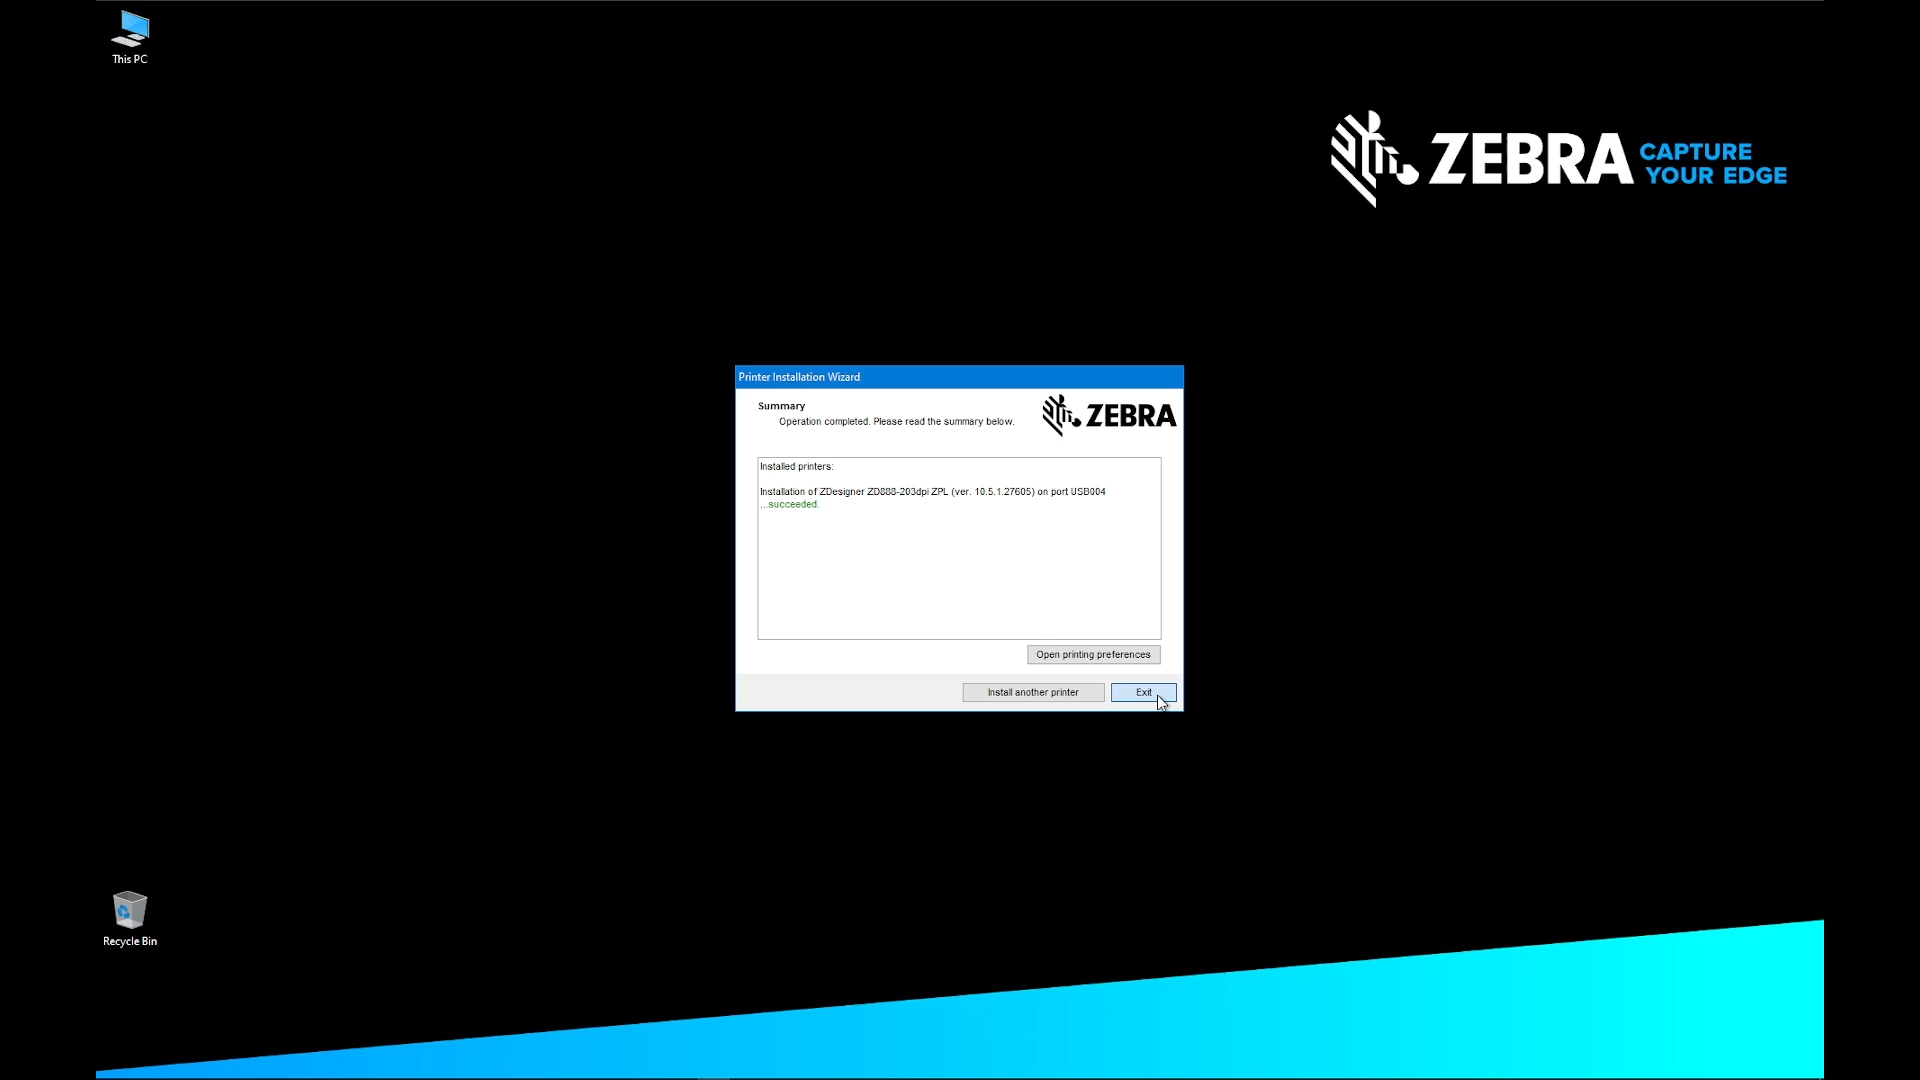 This PC
ZEBRA CAPTURE
YOUR EDGE
Printer Installation Wizard
Summary
Operation completed. Please read the summary below.
ZEBRA
Installed printers:
Installation of ZDesigner ZD888-203dpi ZPL (ver. 10.5.1.27605) on port USB004
...succeeded.
Open printing preferences
Install another printer
Exit
Recycle Bin